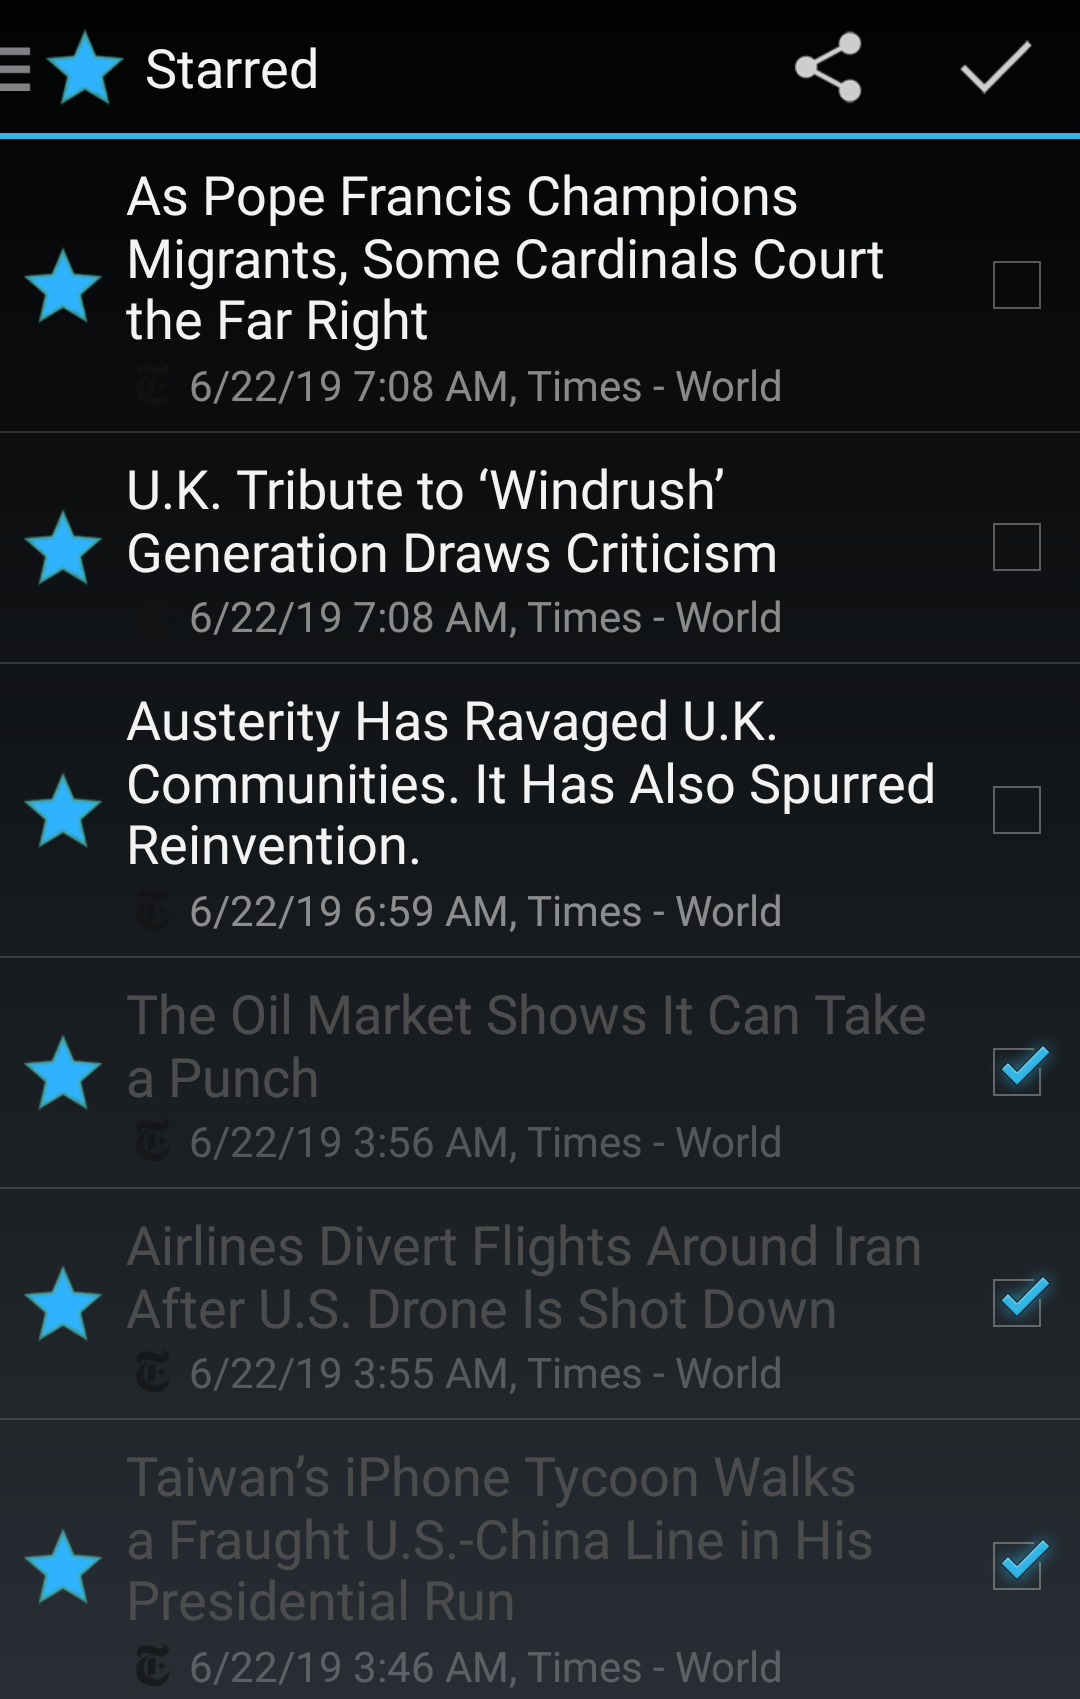 Starred
As Pope Francis Champions
Migrants, Some Cardinals Court
the Far Right
6/22/19 7:08 AM, Times - World
U.K. Tribute to ‘Windrush’
Generation Draws Criticism
6/22/19 7:08 AM, Times - World
Austerity Has Ravaged U.K.
Communities. It Has Also Spurred
Reinvention.
6/22/19 6:59 AM, Times - World
The Oil Market Shows It Can Take
a Punch
6/22/19 3:56 AM, Times - World
Airlines Divert Flights Around Iran
After U.S. Drone Is Shot Down
6/22/19 3:55 AM, Times - World
Taiwan’s iPhone Tycoon Walks
a Fraught U.S.-China Line in His
Presidential Run
6/22/19 3:46 AM, Times - World